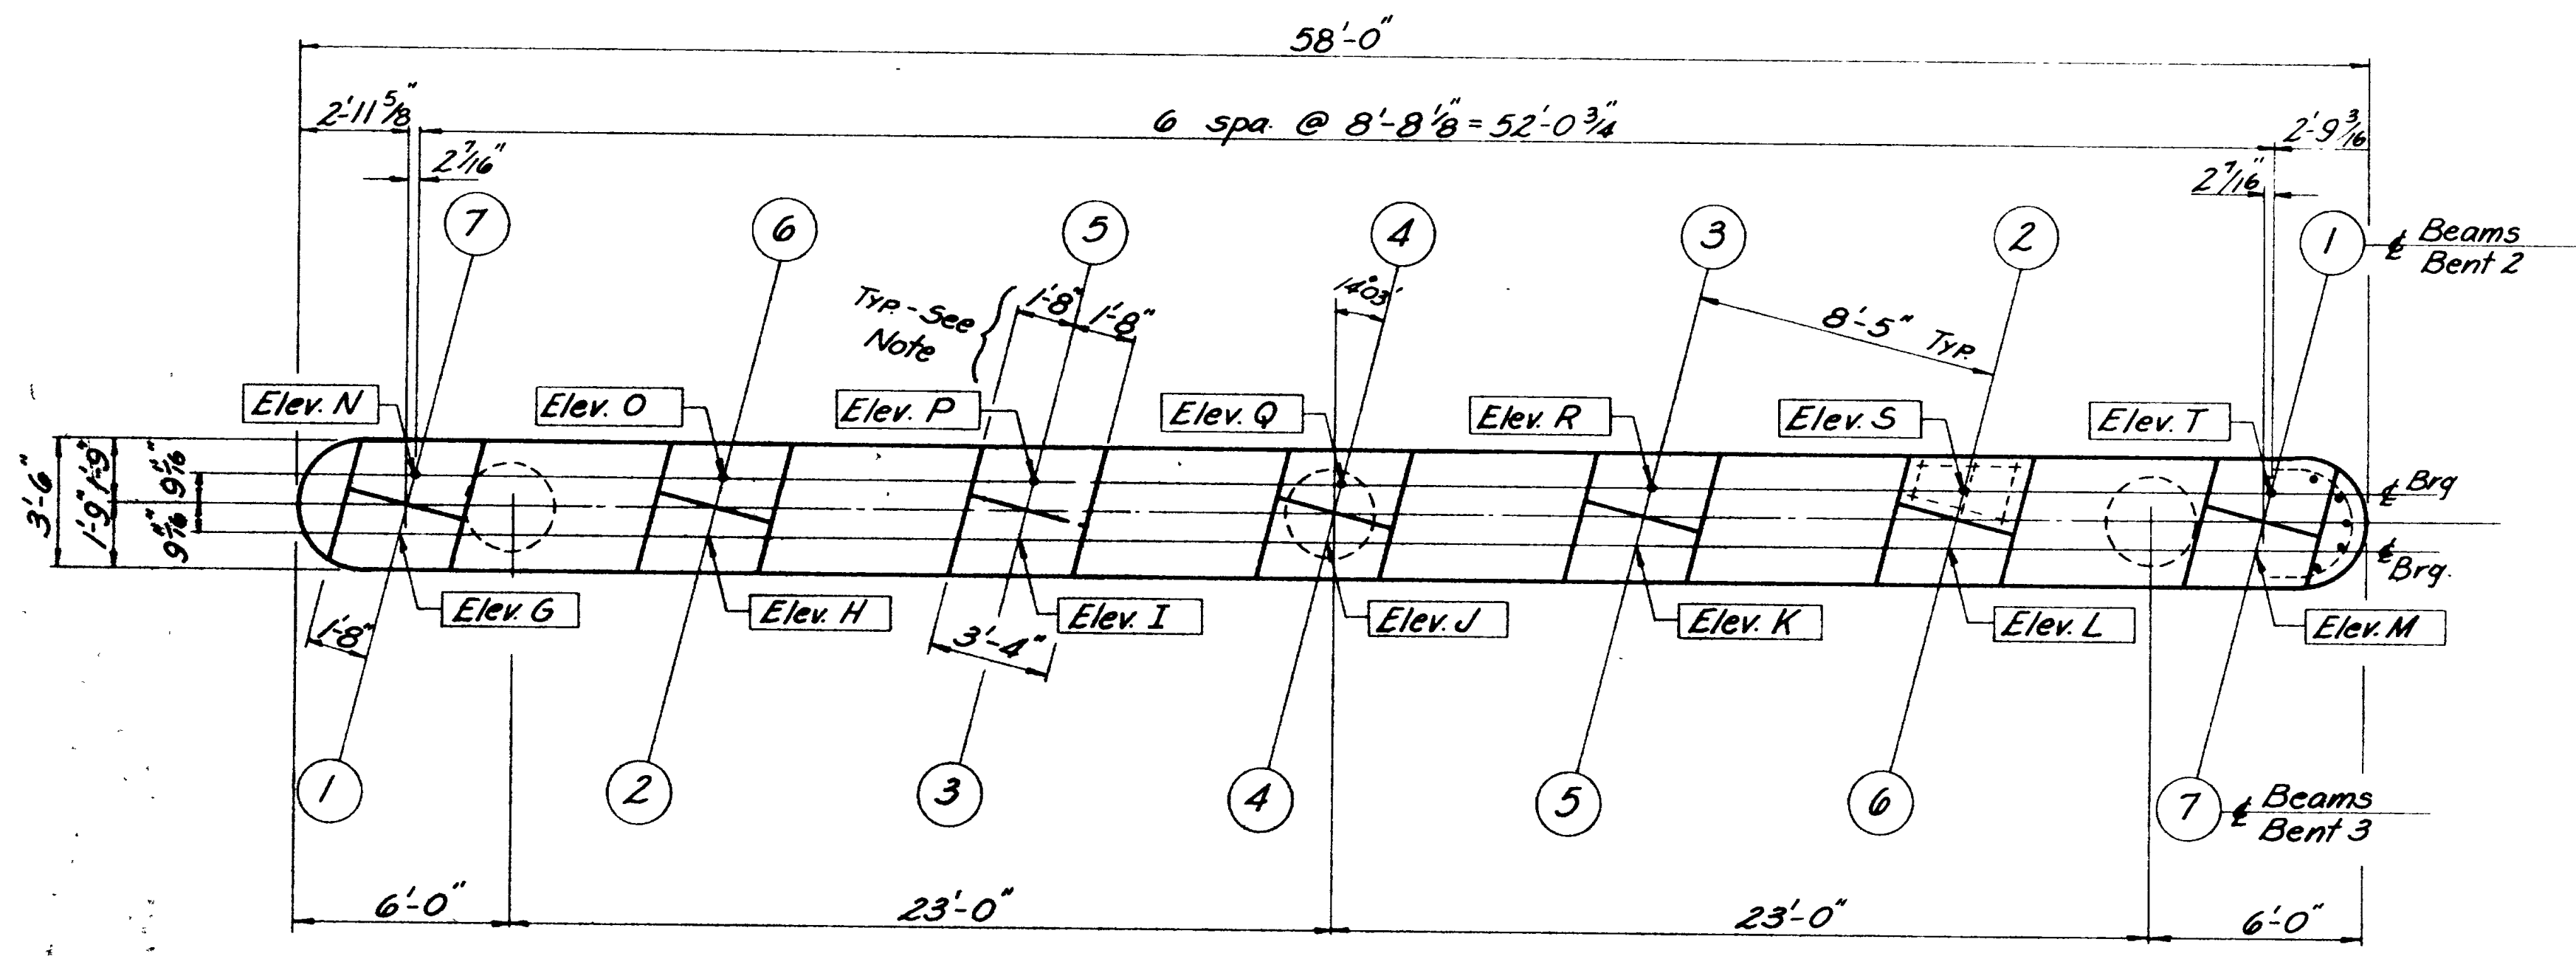 58'-0"
2'-11 5/8"
6 spa. @ 8'-8 1/8" = 52'-0 3/4"
2'-9 3/16
2 7/16"
2 7/16"
7
6
5
4
3
2
1
℄ Beams
Bent 2
Typ. - See
Note
1'-8"
1'-8"
14°03'
8'-5" Typ.
Elev. N
Elev. O
Elev. P
Elev. Q
Elev. R
Elev. S
Elev. T
3'-6"
1'-9" 1'-9"
9 11/16" 9 11/16"
℄ Brg
℄ Brg.
Elev. G
Elev. H
Elev. I
Elev. J
Elev. K
Elev. L
Elev. M
1'-8"
3'-4"
1
2
3
4
5
6
7
℄ Beams
Bent 3
6'-0"
23'-0"
23'-0"
6'-0"